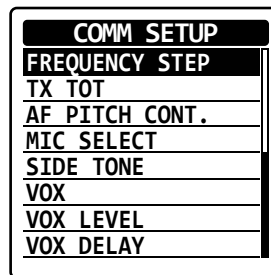 COMM SETUP
FREQUENCY STEP
TX TOT
AF PITCH CONT.
MIC SELECT
SIDE TONE
VOX
VOX LEVEL
VOX DELAY